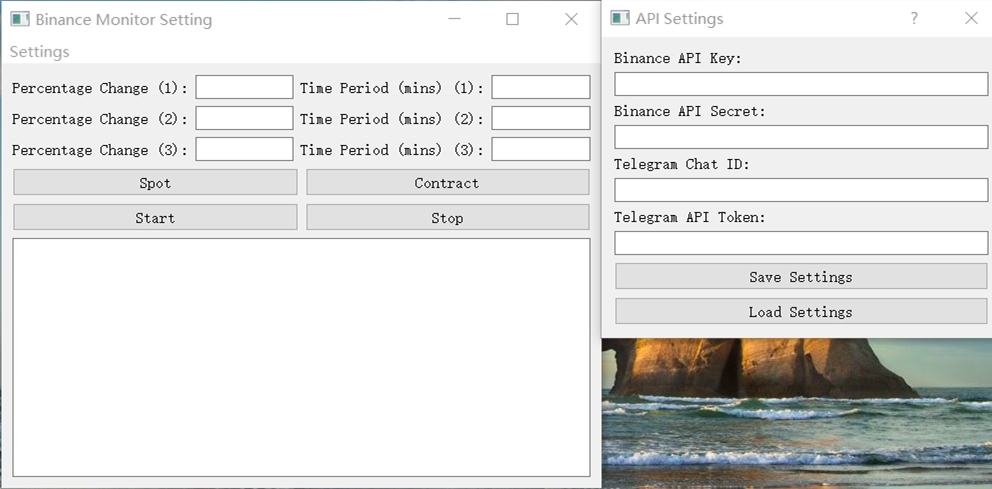 Binance Monitor Setting
Settings
Percentage Change (1): Time Period (mins) (1):
Percentage Change (2): Time Period (mins) (2):
Percentage Change (3): Time Period (mins) (3):
Spot Contract
Start Stop
API Settings ?
Binance API Key:
Binance API Secret:
Telegram Chat ID:
Telegram API Token:
Save Settings
Load Settings